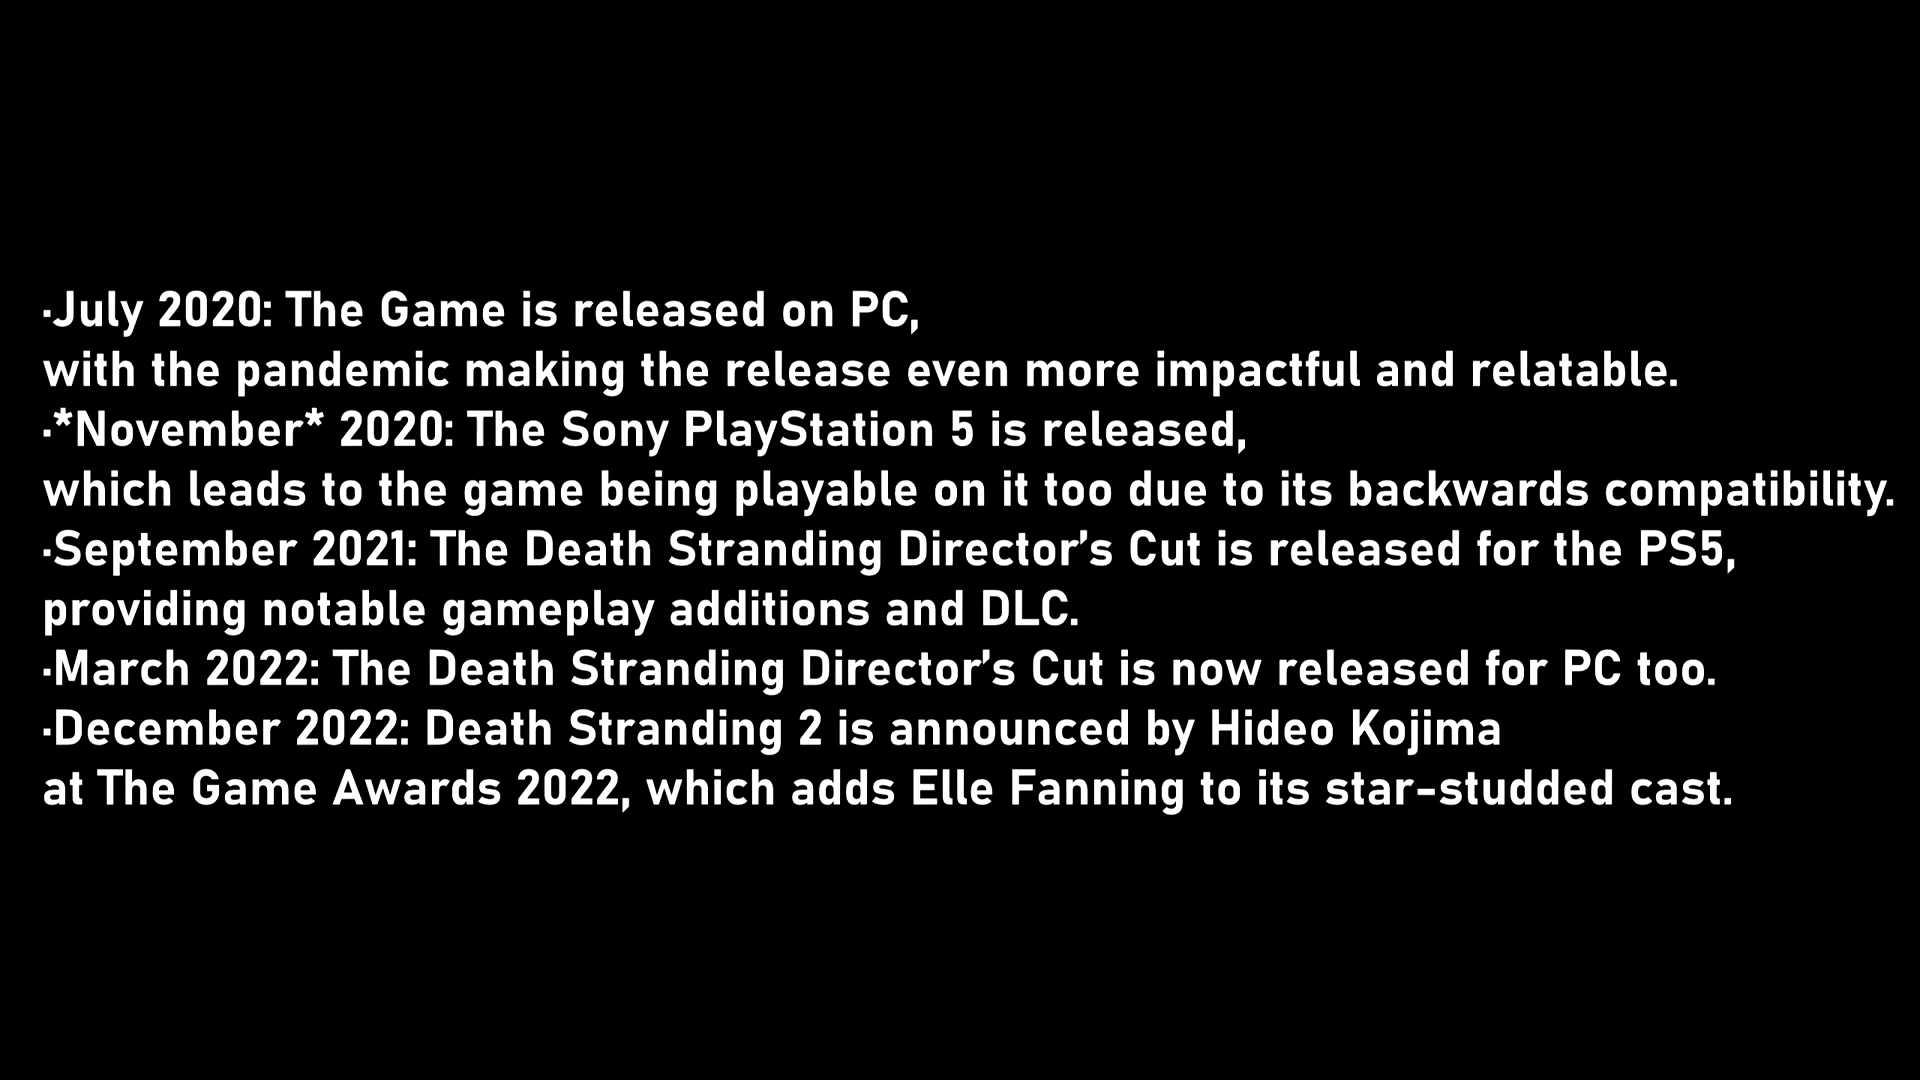 ·July 2020: The Game is released on PC,
with the pandemic making the release even more impactful and relatable.
·*November* 2020: The Sony PlayStation 5 is released,
which leads to the game being playable on it too due to its backwards compatibility.
·September 2021: The Death Stranding Director’s Cut is released for the PS5,
providing notable gameplay additions and DLC.
·March 2022: The Death Stranding Director’s Cut is now released for PC too.
·December 2022: Death Stranding 2 is announced by Hideo Kojima
at The Game Awards 2022, which adds Elle Fanning to its star-studded cast.